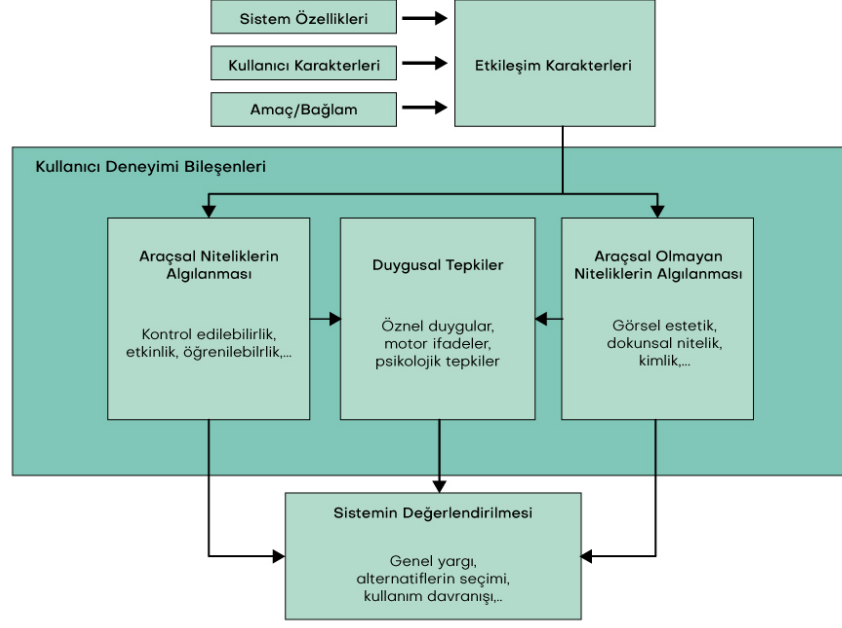 Sistem Özellikleri
Kullanıcı Karakterleri
Amaç/Bağlam
Etkileşim Karakterleri
Kullanıcı Deneyimi Bileşenleri
Araçsal Niteliklerin
Algılanması
Kontrol edilebilirlik,
etkinlik, öğrenilebilrlik,...
Duygusal Tepkiler
Öznel duygular,
motor ifadeler,
psikolojik tepkiler
Araçsal Olmayan
Niteliklerin Algılanması
Görsel estetik,
dokunsal nitelik,
kimlik,...
Sistemin Değerlendirilmesi
Genel yargı,
alternatiflerin seçimi,
kullanım davranışı,..